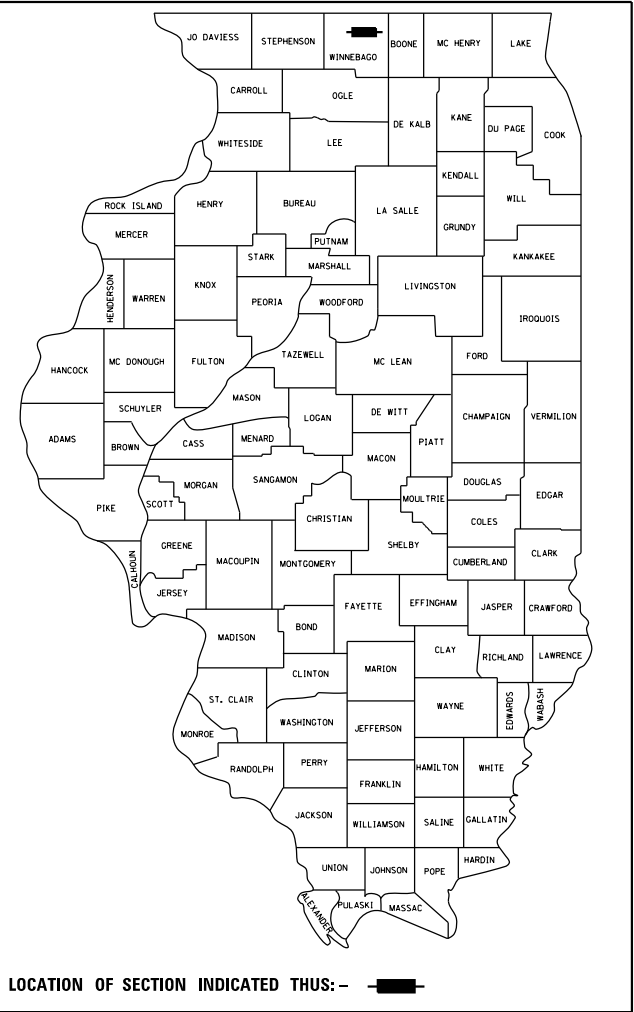 JO DAVIESS
STEPHENSON
WINNEBAGO
BOONE
MC HENRY
LAKE
CARROLL
OGLE
DE KALB
KANE
DU PAGE
COOK
WHITESIDE
LEE
KENDALL
WILL
ROCK ISLAND
HENRY
BUREAU
LA SALLE
GRUNDY
MERCER
PUTNAM
KANKAKEE
STARK
MARSHALL
HENDERSON
WARREN
KNOX
PEORIA
WOODFORD
LIVINGSTON
IROQUOIS
HANCOCK
MC DONOUGH
FULTON
TAZEWELL
MC LEAN
FORD
SCHUYLER
MASON
LOGAN
DE WITT
CHAMPAIGN
VERMILION
ADAMS
BROWN
CASS
MENARD
MACON
PIATT
PIKE
SCOTT
MORGAN
SANGAMON
CHRISTIAN
MOULTRIE
DOUGLAS
EDGAR
COLES
CALHOUN
GREENE
MACOUPIN
MONTGOMERY
SHELBY
CUMBERLAND
CLARK
JERSEY
FAYETTE
EFFINGHAM
JASPER
CRAWFORD
MADISON
BOND
CLAY
RICHLAND
LAWRENCE
CLINTON
MARION
ST. CLAIR
WAYNE
EDWARDS
WABASH
MONROE
WASHINGTON
JEFFERSON
RANDOLPH
PERRY
HAMILTON
WHITE
FRANKLIN
JACKSON
WILLIAMSON
SALINE
GALLATIN
UNION
JOHNSON
POPE
HARDIN
ALEXANDER
PULASKI
MASSAC
LOCATION OF SECTION INDICATED THUS: –